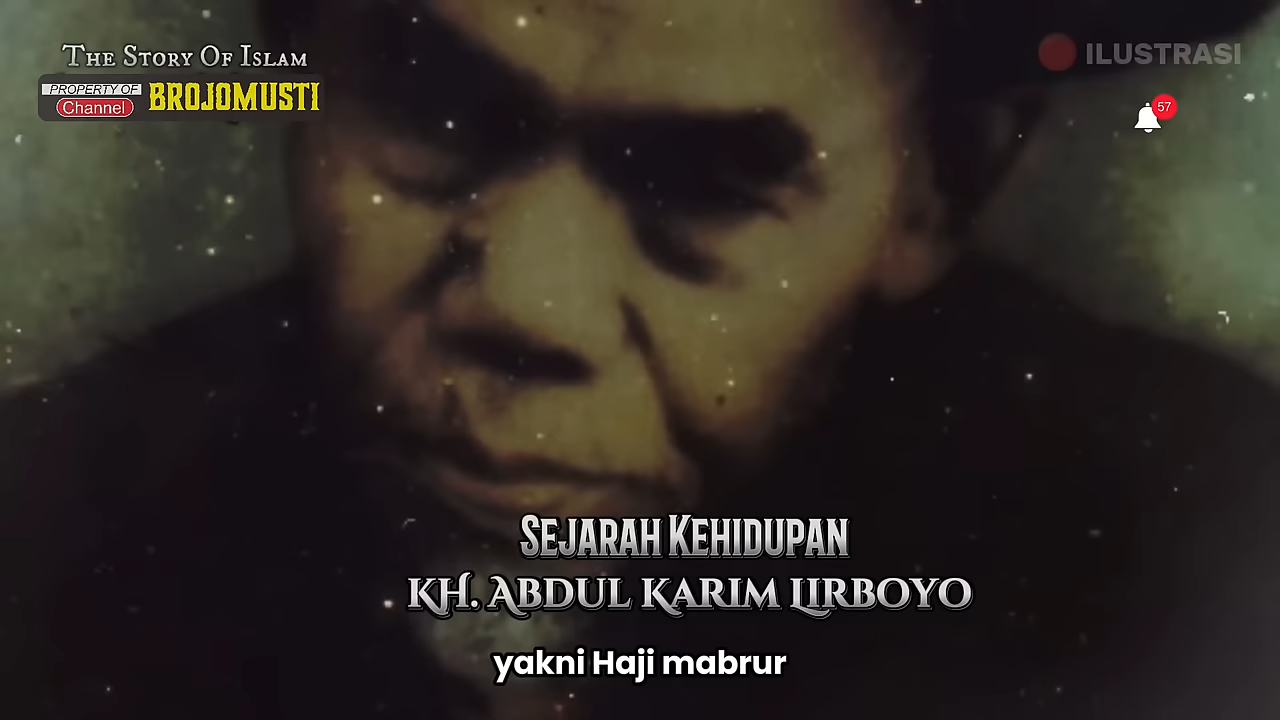 The Story Of Islam
PROPERTY OF
Channel
BROJOMUSTI
ILUSTRASI
57
Sejarah Kehidupan
KH. Abdul Karim Lirboyo
yakni Haji mabrur